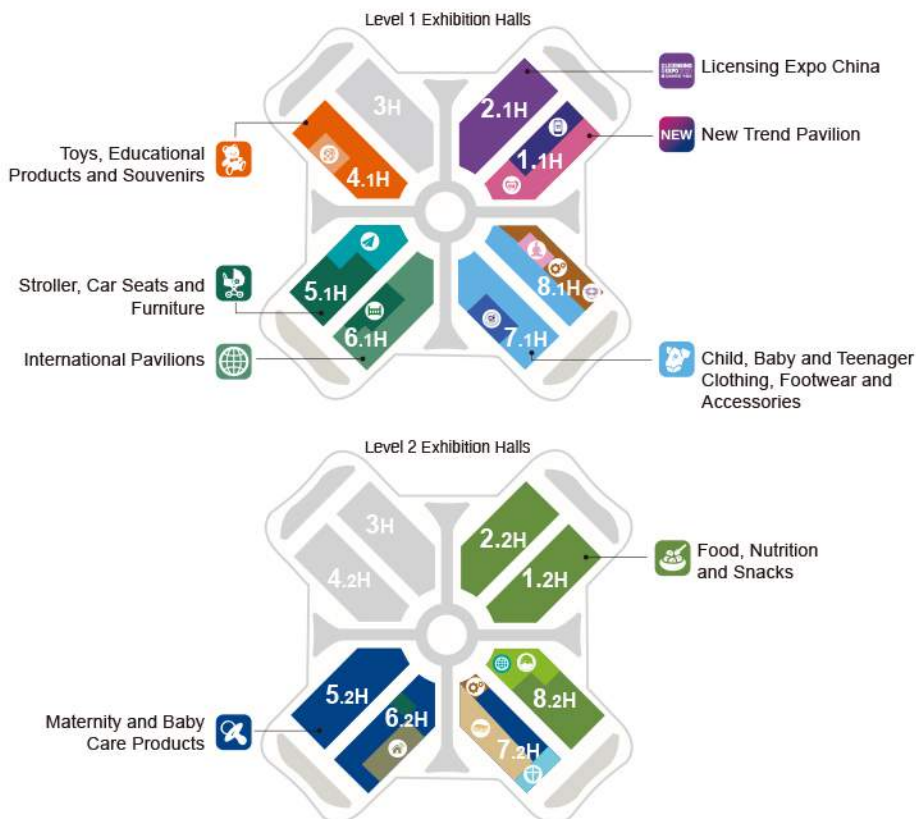 Level 1 Exhibition Halls
3H
2.1H
Licensing Expo China
NEW
New Trend Pavilion
1.1H
Toys, Educational
Products and Souvenirs
4.1H
Stroller, Car Seats and
Furniture
5.1H
8.1H
6.1H
7.1H
International Pavilions
Child, Baby and Teenager
Clothing, Footwear and
Accessories
Level 2 Exhibition Halls
3H
2.2H
4.2H
1.2H
Food, Nutrition
and Snacks
5.2H
8.2H
6.2H
7.2H
Maternity and Baby
Care Products